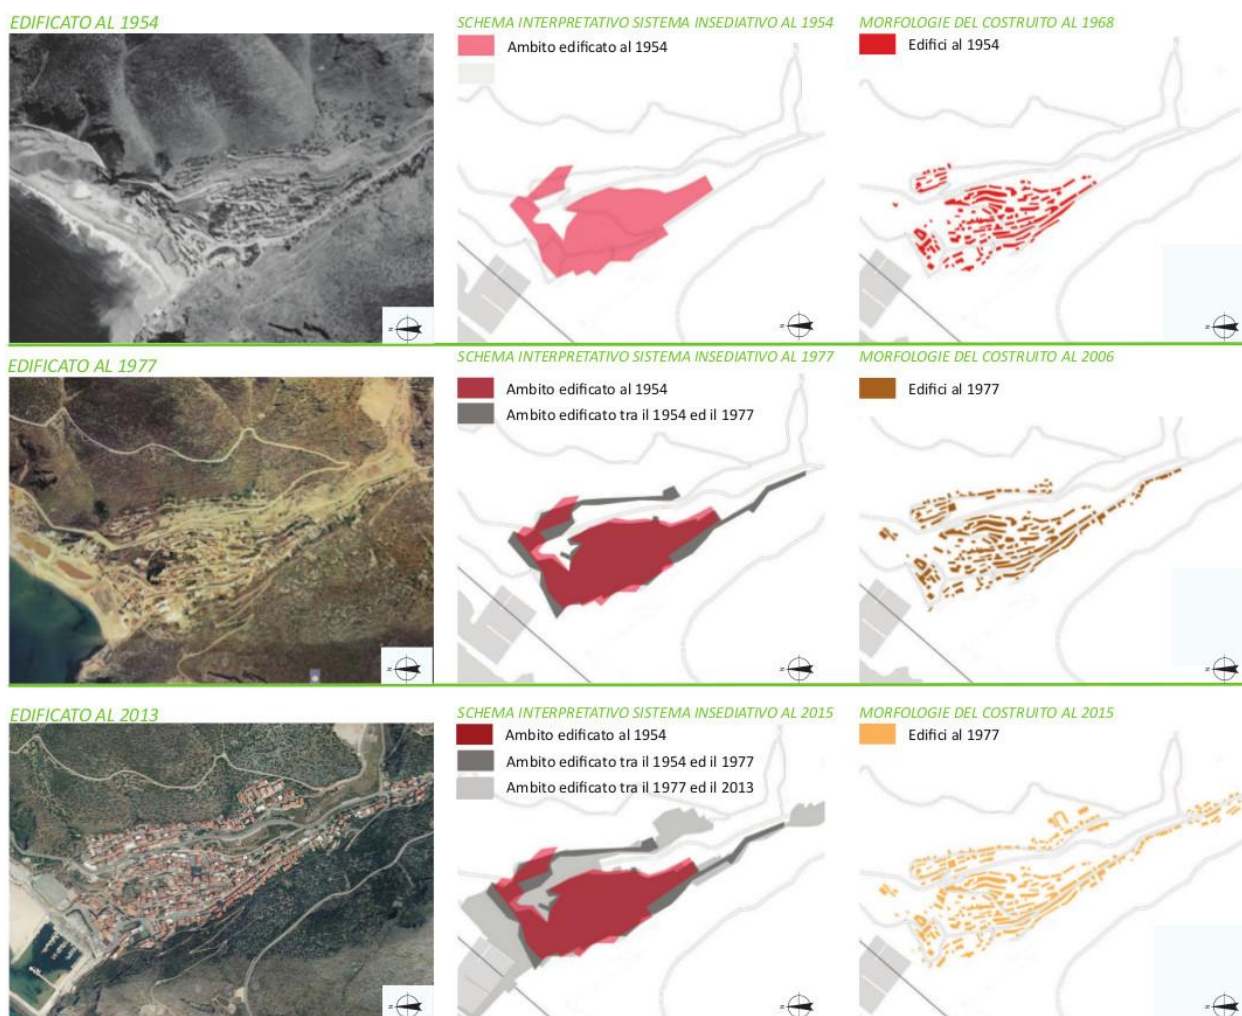 EDIFICATO AL 1954
SCHEMA INTERPRETATIVO SISTEMA INSEDIATIVO AL 1954
Ambito edificato al 1954
MORFOLOGIE DEL COSTRUITO AL 1968
Edifici al 1954
N
N
N
EDIFICATO AL 1977
SCHEMA INTERPRETATIVO SISTEMA INSEDIATIVO AL 1977
Ambito edificato al 1954
Ambito edificato tra il 1954 ed il 1977
MORFOLOGIE DEL COSTRUITO AL 2006
Edifici al 1977
N
N
N
EDIFICATO AL 2013
SCHEMA INTERPRETATIVO SISTEMA INSEDIATIVO AL 2015
Ambito edificato al 1954
Ambito edificato tra il 1954 ed il 1977
Ambito edificato tra il 1977 ed il 2013
MORFOLOGIE DEL COSTRUITO AL 2015
Edifici al 1977
N
N
N